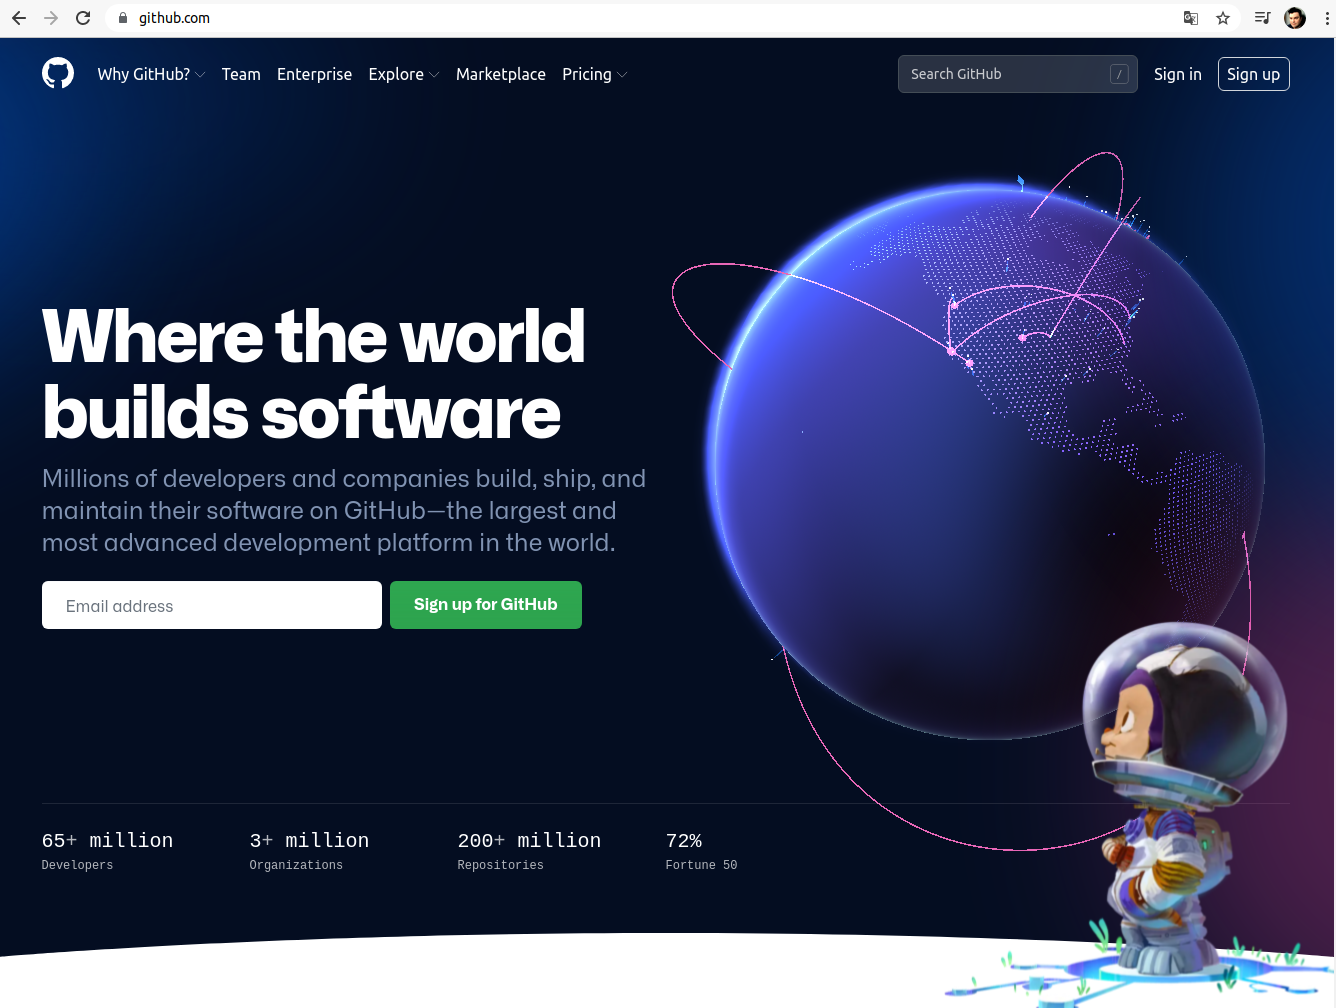 github.com
Why GitHub? Team Enterprise Explore Marketplace Pricing
Search GitHub / Sign in Sign up
Where the world
builds software
Millions of developers and companies build, ship, and
maintain their software on GitHub—the largest and
most advanced development platform in the world.
Email address Sign up for GitHub
65+ million
Developers
3+ million
Organizations
200+ million
Repositories
72%
Fortune 50